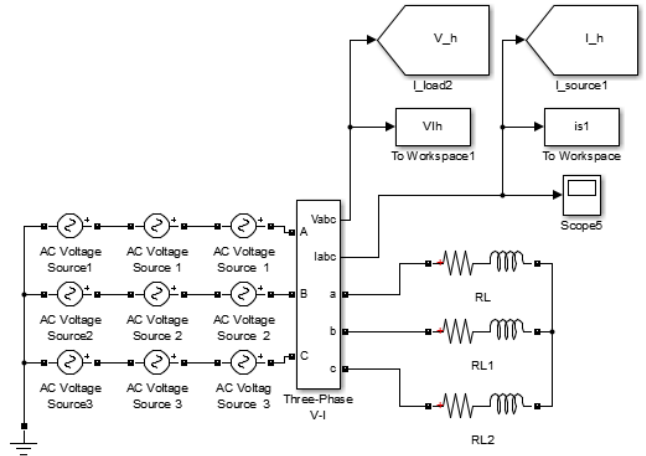 V_h
I_h
I_load2
I_source1
VIh
is1
To Workspace1
To Workspace
Scope5
Vabc
A
Iabc
AC Voltage
Source1
AC Voltage
Source 1
AC Voltage
Source 1
a
RL
B
AC Voltage
Source2
AC Voltage
Source 2
AC Voltage
Source 2
b
RL1
C
c
AC Voltage
Source3
AC Voltage
Source 3
AC Voltag
Source 3
Three-Phase
V-I
RL2